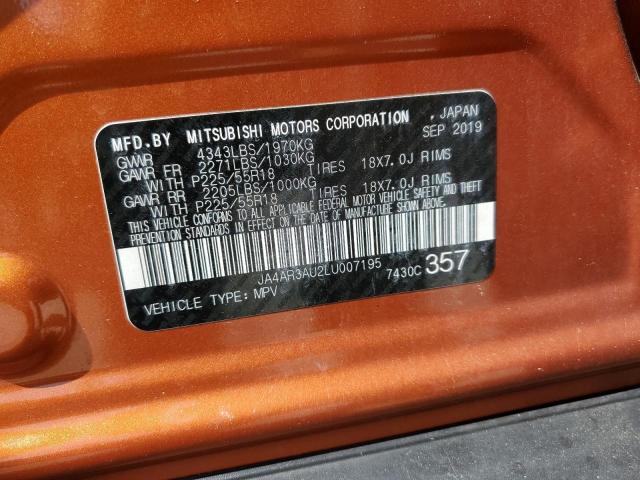 MFD.BY MITSUBISHI MOTORS CORPORATION , JAPAN
SEP 2019
GVWR 4343LBS/1970KG
GAWR FR 2271LBS/1030KG
WITH P225/55R18 TIRES 18X7.0J RIMS
GAWR RR 2205LBS/1000KG
WITH P225/55R18 TIRES 18X7.0J RIMS
THIS VEHICLE CONFORMS TO ALL APPLICABLE FEDERAL MOTOR VEHICLE SAFETY AND THEFT
PREVENTION STANDARDS IN EFFECT ON THE DATE OF MANUFACTURE SHOWN ABOVE.
JA4AR3AU2LU007195 7430C 357
VEHICLE TYPE: MPV